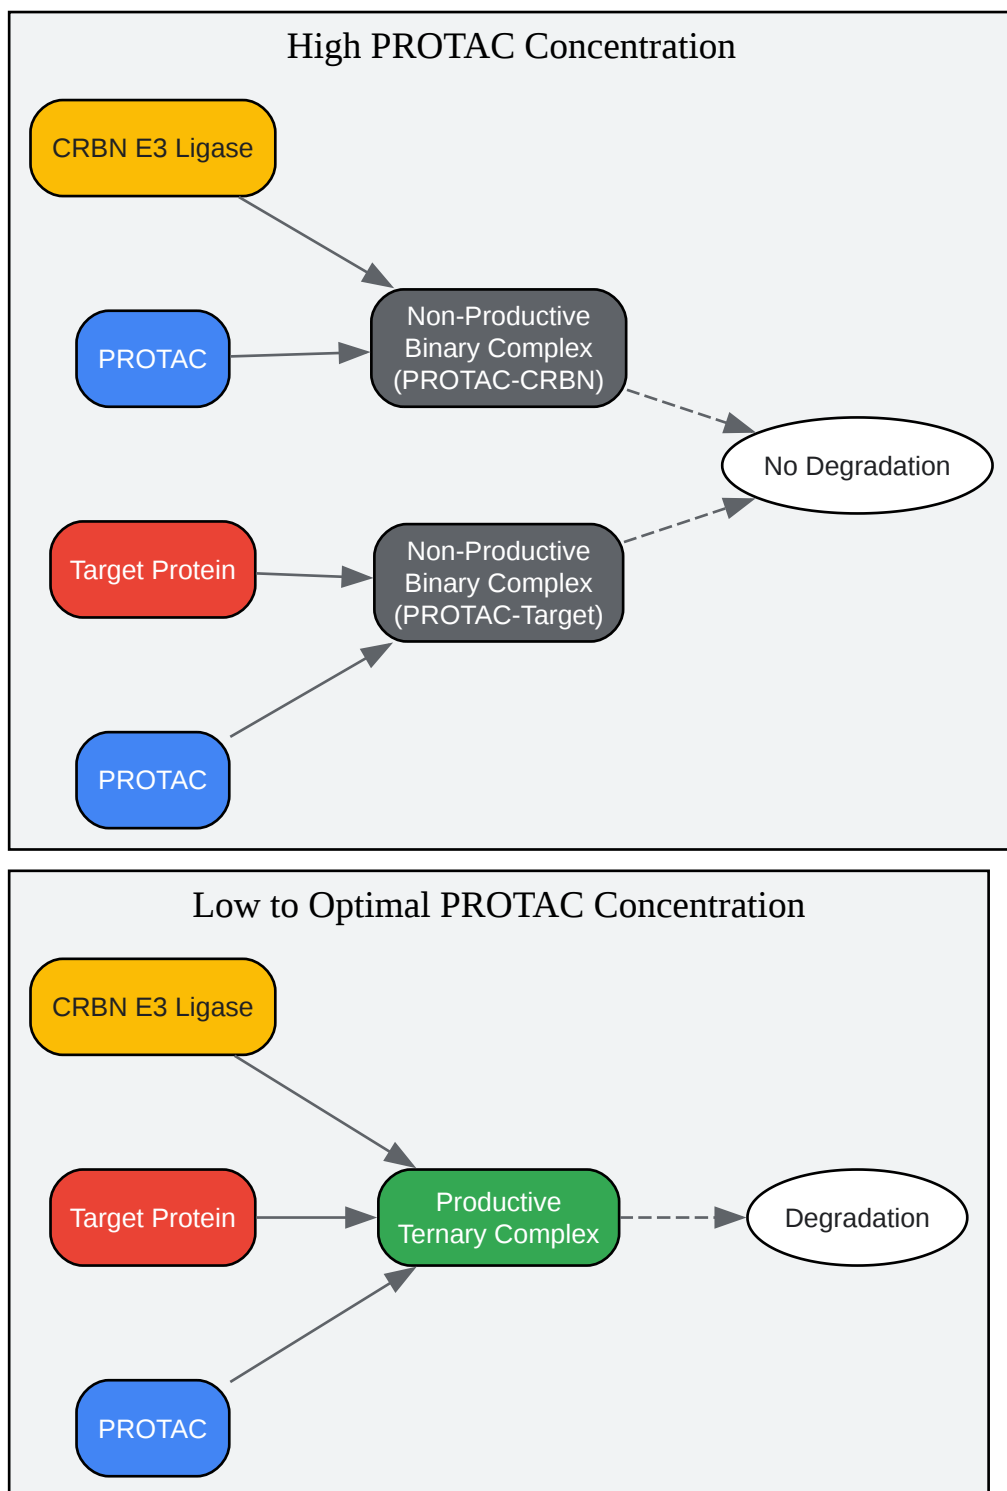 High PROTAC Concentration
CRBN E3 Ligase
PROTAC
Non-Productive
Binary Complex
(PROTAC-CRBN)
No Degradation
Target Protein
Non-Productive
Binary Complex
(PROTAC-Target)
PROTAC
Low to Optimal PROTAC Concentration
CRBN E3 Ligase
Target Protein
Productive
Ternary Complex
Degradation
PROTAC